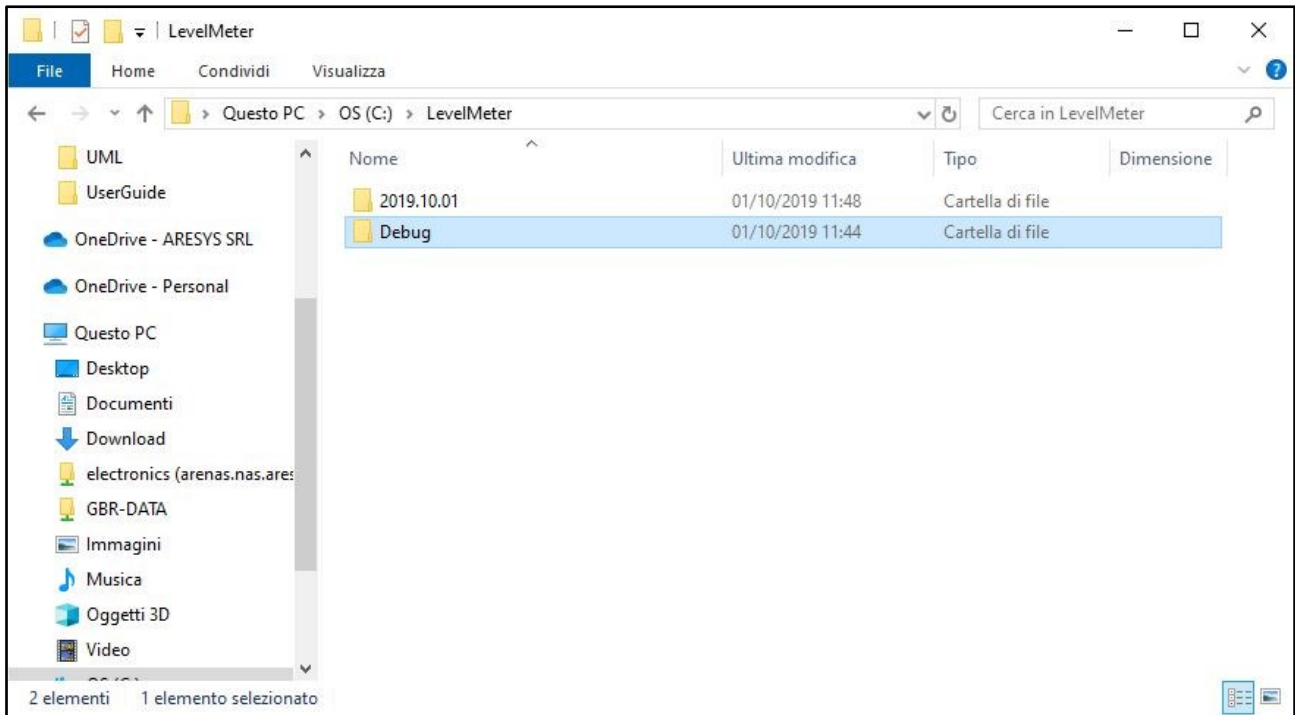 LevelMeter
File Home Condividi Visualizza
Questo PC OS (C:) LevelMeter Cerca in LevelMeter
UML
UserGuide
OneDrive - ARESYS SRL
OneDrive - Personal
Questo PC
Desktop
Documenti
Download
electronics (arenas.nas.ares
GBR-DATA
Immagini
Musica
Oggetti 3D
Video
Nome Ultima modifica Tipo Dimensione
2019.10.01 01/10/2019 11:48 Cartella di file
Debug 01/10/2019 11:44 Cartella di file
2 elementi 1 elemento selezionato